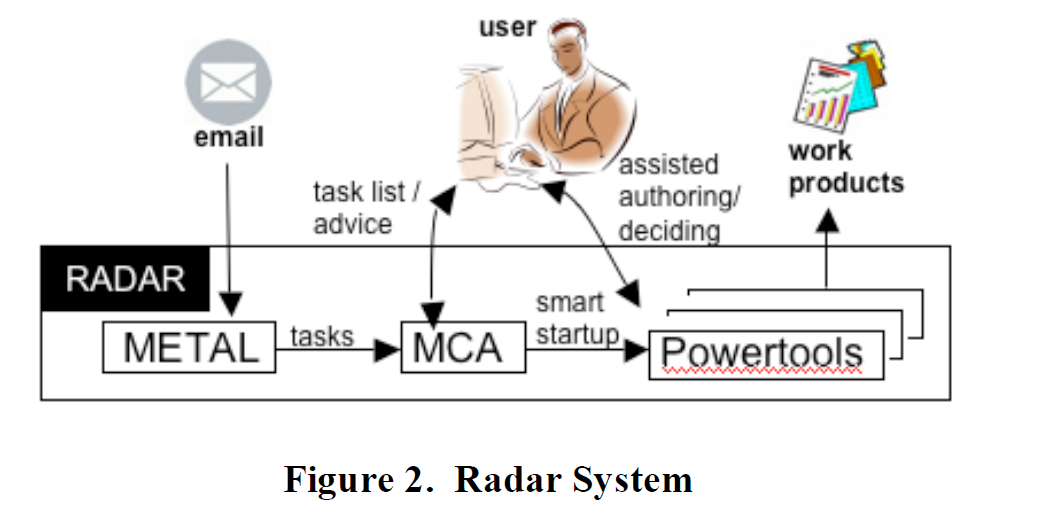 user
email
work
products
task list /
advice
assisted
authoring/
deciding
RADAR
METAL
tasks
MCA
smart
startup
Powertools
Figure 2. Radar System